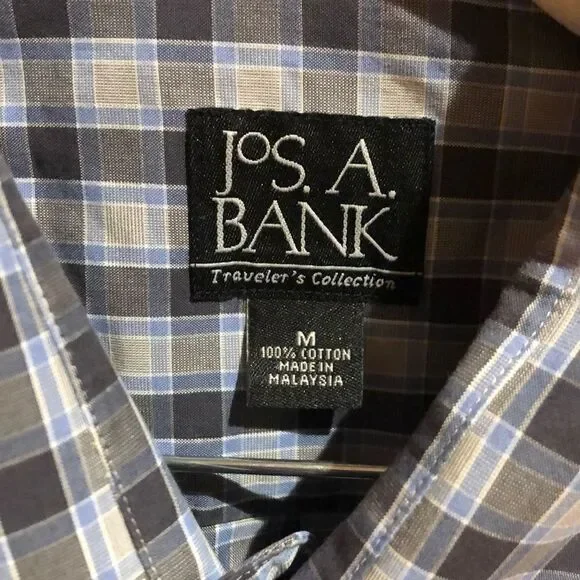 JoS. A.
BANK
Traveler's Collection
M
100% COTTON
MADE IN
MALAYSIA